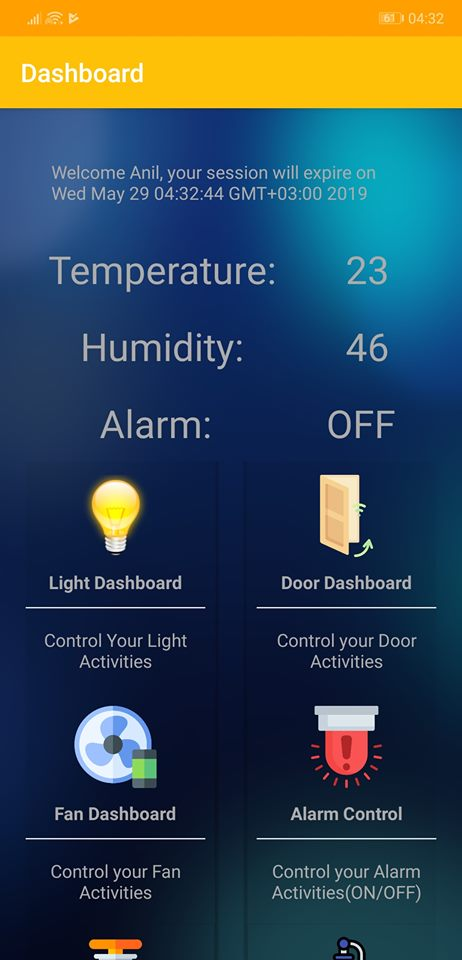 61 04:32
Dashboard
Welcome Anil, your session will expire on
Wed May 29 04:32:44 GMT+03:00 2019
Temperature: 23
Humidity: 46
Alarm: OFF
Light Dashboard
Control Your Light
Activities
Door Dashboard
Control your Door
Activities
Fan Dashboard
Control your Fan
Activities
Alarm Control
Control your Alarm
Activities(ON/OFF)